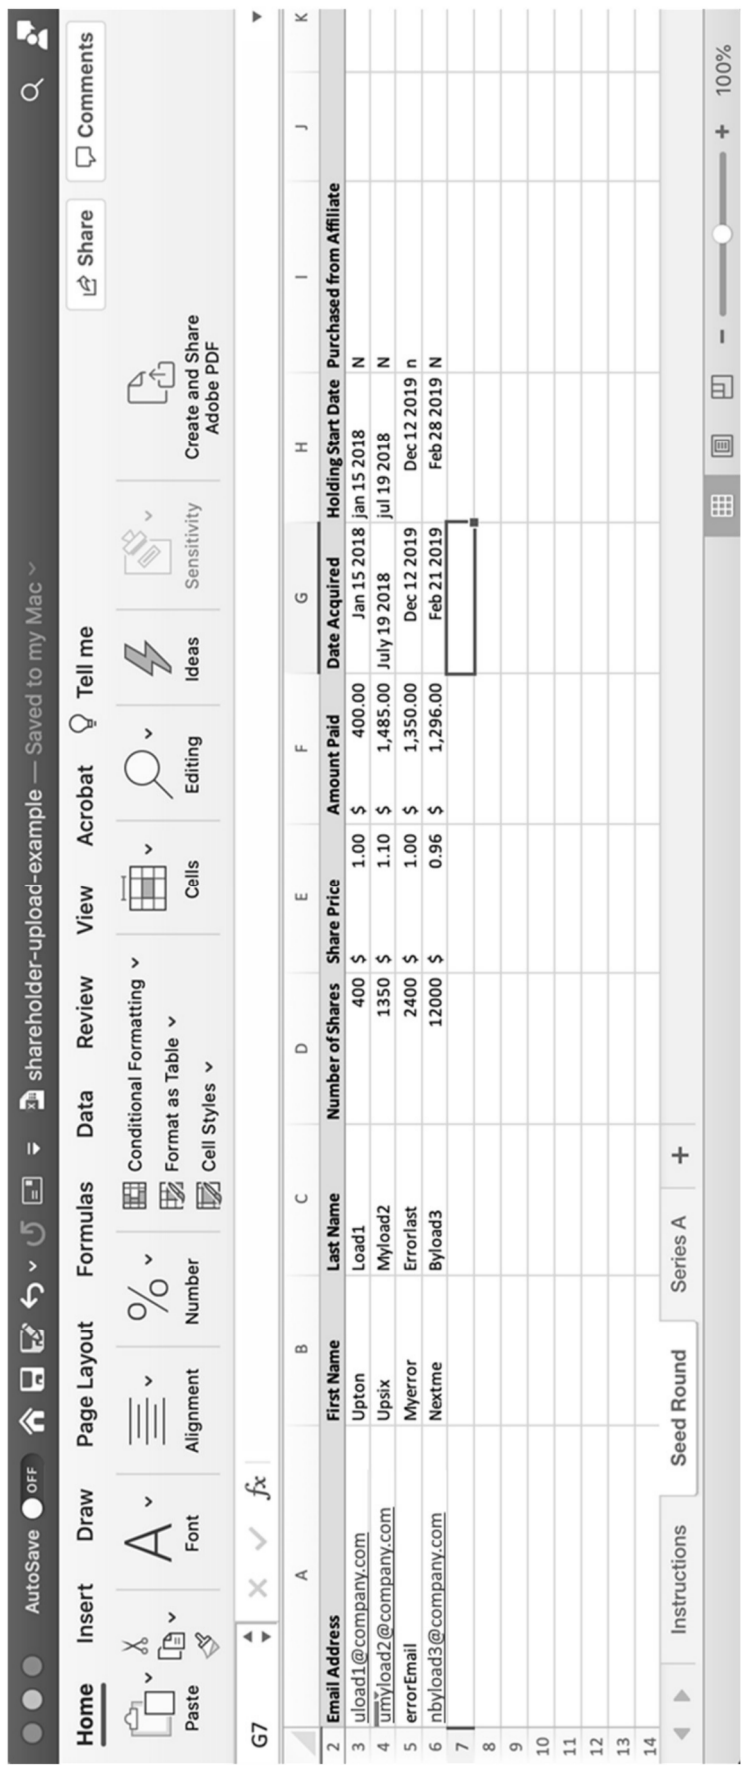 AutoSave OFF shareholder-upload-example — Saved to my Mac
Home Insert Draw Page Layout Formulas Data Review View Acrobat Tell me Share Comments
Paste Font Alignment Number Conditional Formatting Format as Table Cell Styles Cells Editing Ideas Sensitivity Create and Share Adobe PDF
G7 fx
A B C D E F G H I J K
2 Email Address First Name Last Name Number of Shares Share Price Amount Paid Date Acquired Holding Start Date Purchased from Affiliate
3 uload1@company.com Upton Load1 400 $ 1.00 $ 400.00 Jan 15 2018 jan 15 2018 N
4 umyload2@company.com Upsix Myload2 1350 $ 1.10 $ 1,485.00 July 19 2018 jul 19 2018 N
5 errorEmail Myerror Errorlast 2400 $ 1.00 $ 1,350.00 Dec 12 2019 Dec 12 2019 n
6 nbyload3@company.com Nextme Byload3 12000 $ 0.96 $ 1,296.00 Feb 21 2019 Feb 28 2019 N
7
8
9
10
11
12
13
14
Instructions Seed Round Series A +
100%